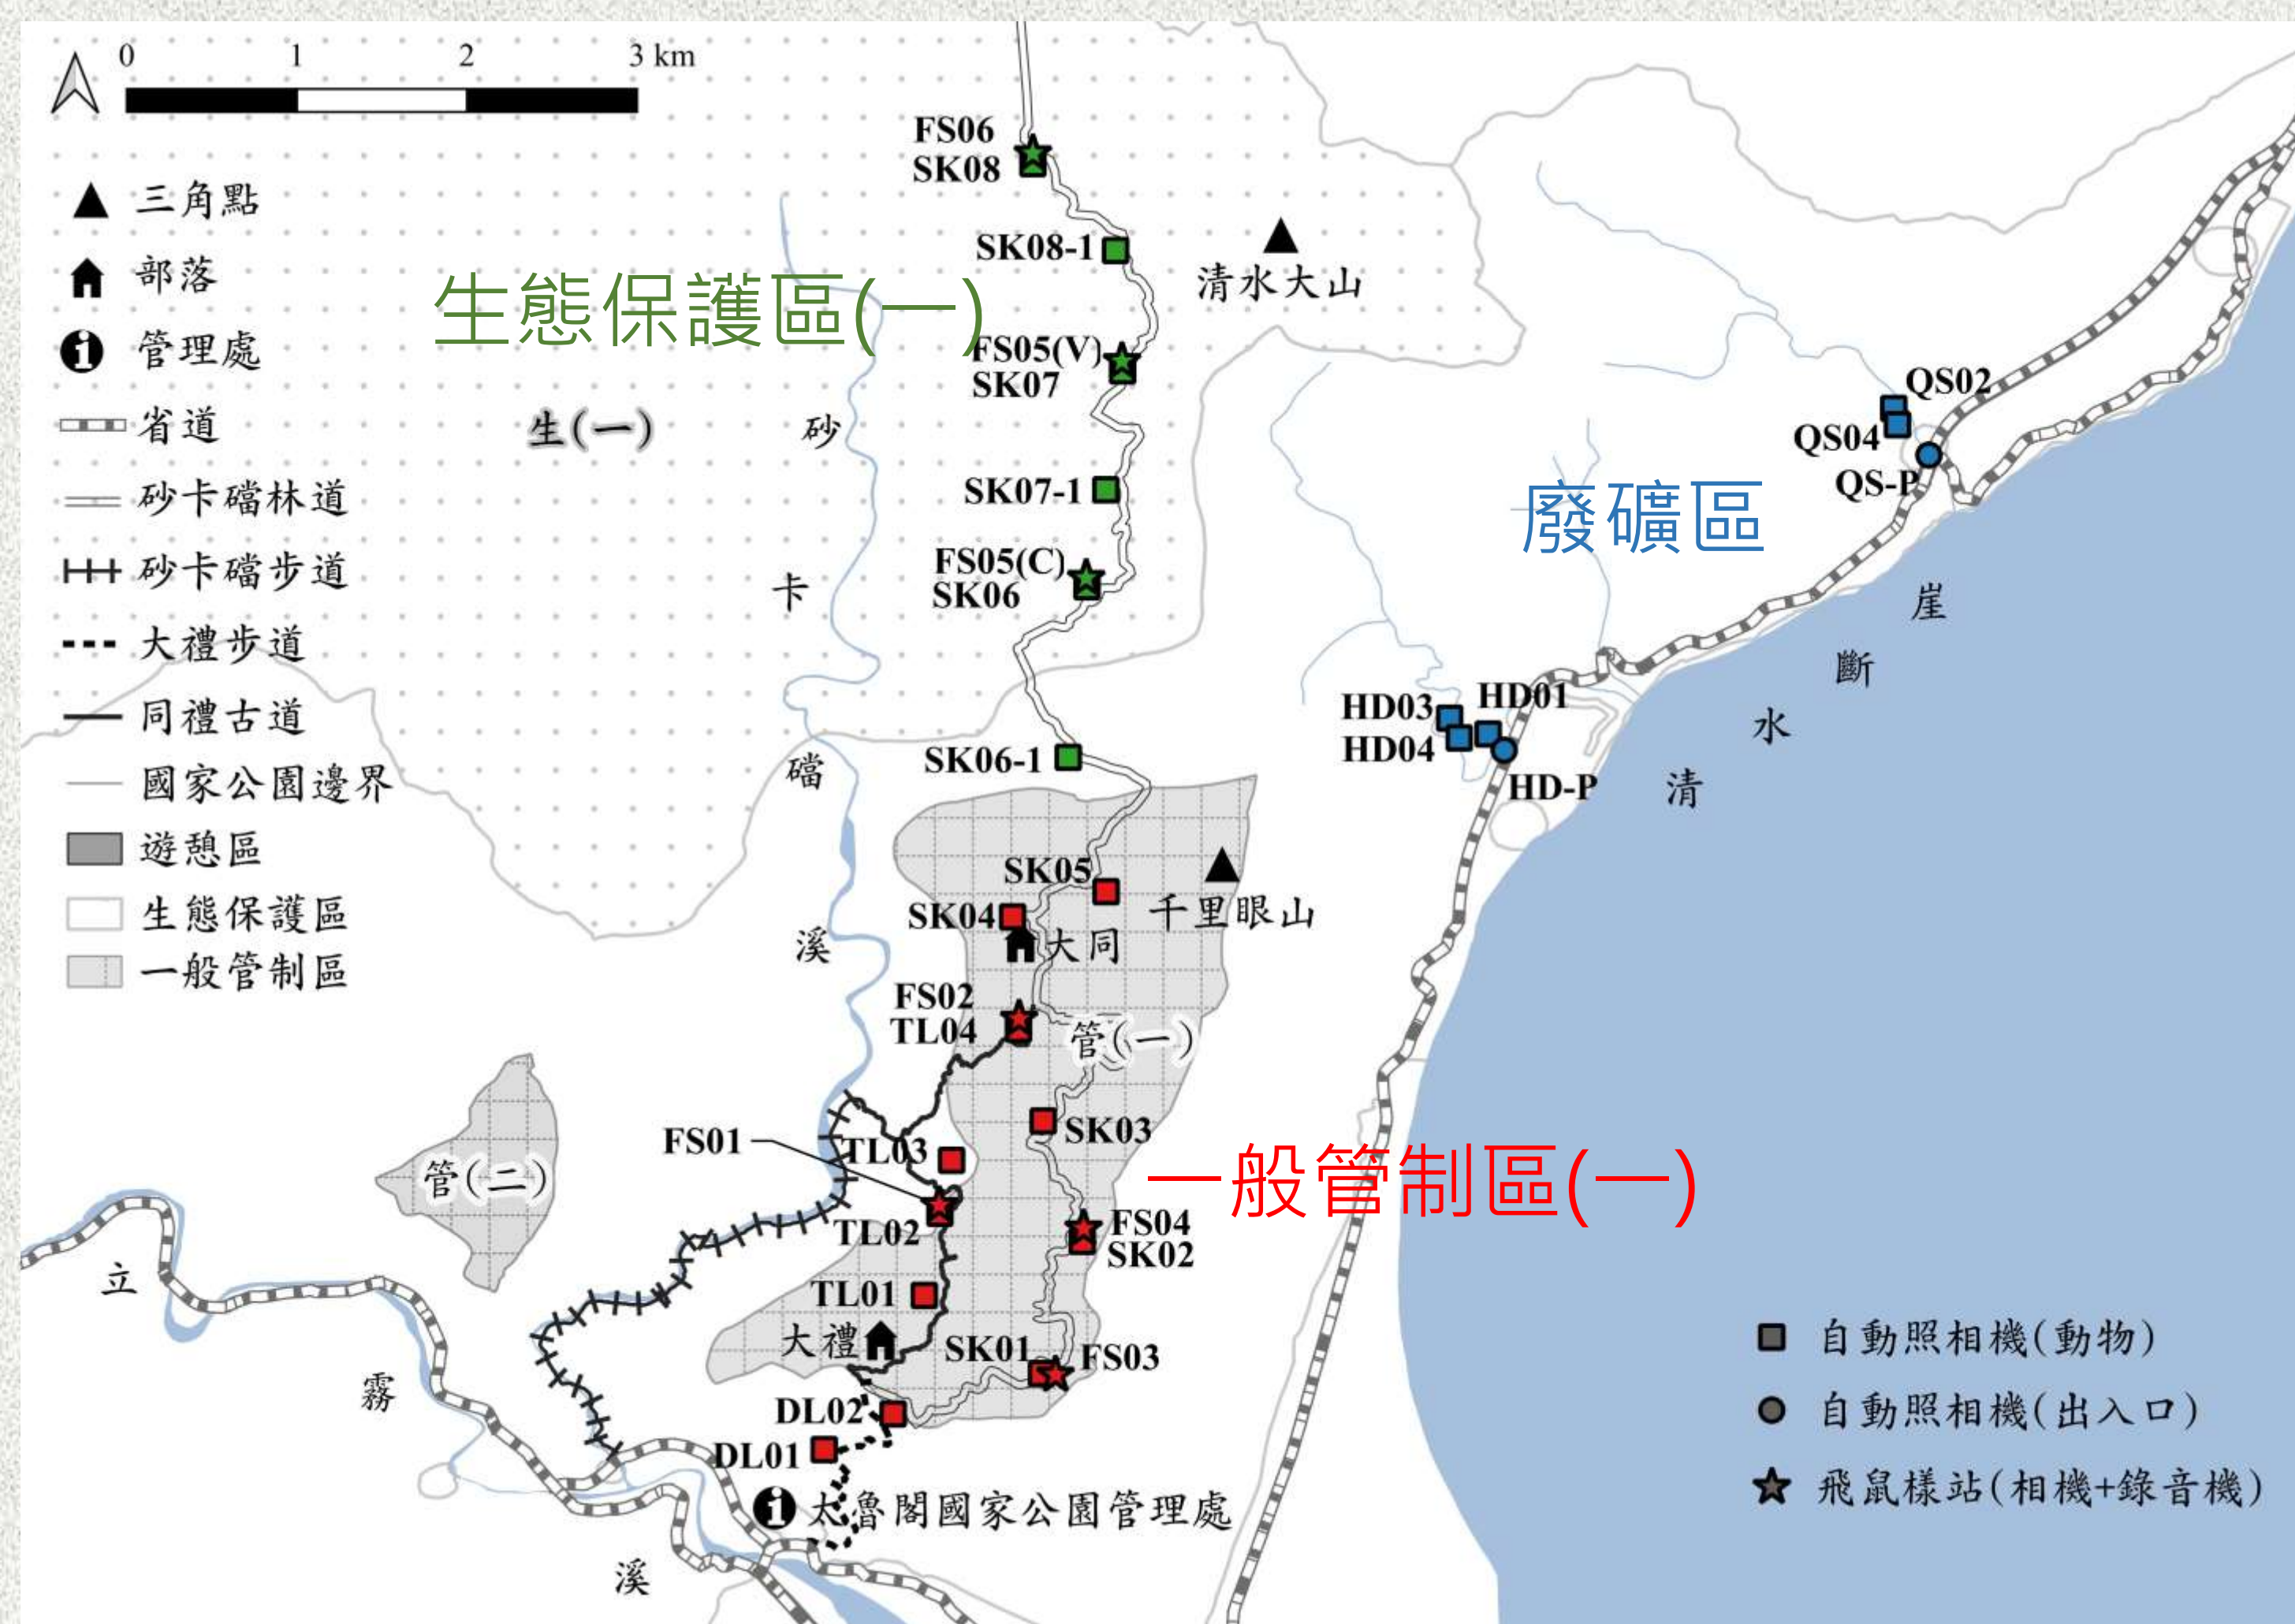 0 1 2 3 km
三角點
部落
管理處
省道
砂卡礑林道
砂卡礑步道
大禮步道
同禮古道
國家公園邊界
遊憩區
生態保護區
一般管制區
生態保護區(一)
生(一)
FS06
SK08
SK08-1
清水大山
FS05(V)
SK07
SK07-1
FS05(C)
SK06
SK06-1
砂
卡
礑
溪
QS02
QS04
QS-P
廢礦區
HD03
HD01
HD04
HD-P
崖
斷
水
清
SK05
千里眼山
SK04
大同
FS02
TL04
管(一)
SK03
FS01
TL03
管(二)
一般管制區(一)
TL02
FS04
SK02
TL01
大禮
SK01
FS03
DL02
DL01
太魯閣國家公園管理處
立
霧
溪
自動照相機(動物)
自動照相機(出入口)
飛鼠樣站(相機+錄音機)